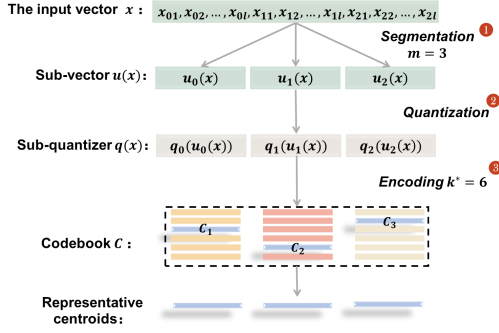 The input vector x : x₀₁, x₀₂, ..., x₀ₗ, x₁₁, x₁₂, ..., x₁ₗ, x₂₁, x₂₂, ..., x₂ₗ
Segmentation 1
m = 3
Sub-vector u(x): u₀(x) u₁(x) u₂(x)
Quantization 2
Sub-quantizer q(x): q₀(u₀(x)) q₁(u₁(x)) q₂(u₂(x))
Encoding k* = 6 3
Codebook C : C₁ C₂ C₃
Representative
centroids: